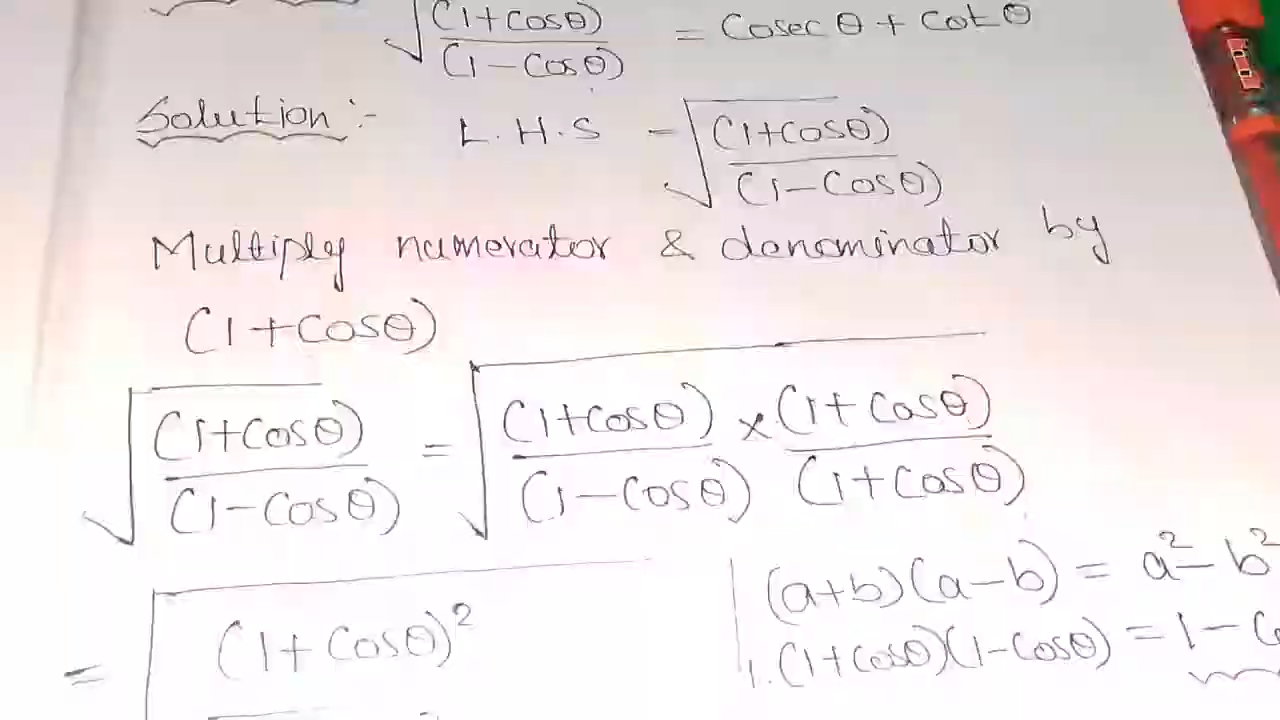 √((1+cosθ)/(1-cosθ)) = cosec θ + cot θ
Solution :- L.H.S - √((1+cosθ)/(1-cosθ))
Multiply numerator & denominator by
(1+cosθ)
√((1+cosθ)/(1-cosθ)) = √((1+cosθ)/(1-cosθ) × (1+cosθ)/(1+cosθ))
(a+b)(a-b) = a² - b²
= √(1+cosθ)²
(1+cosθ)(1-cosθ) = 1 -